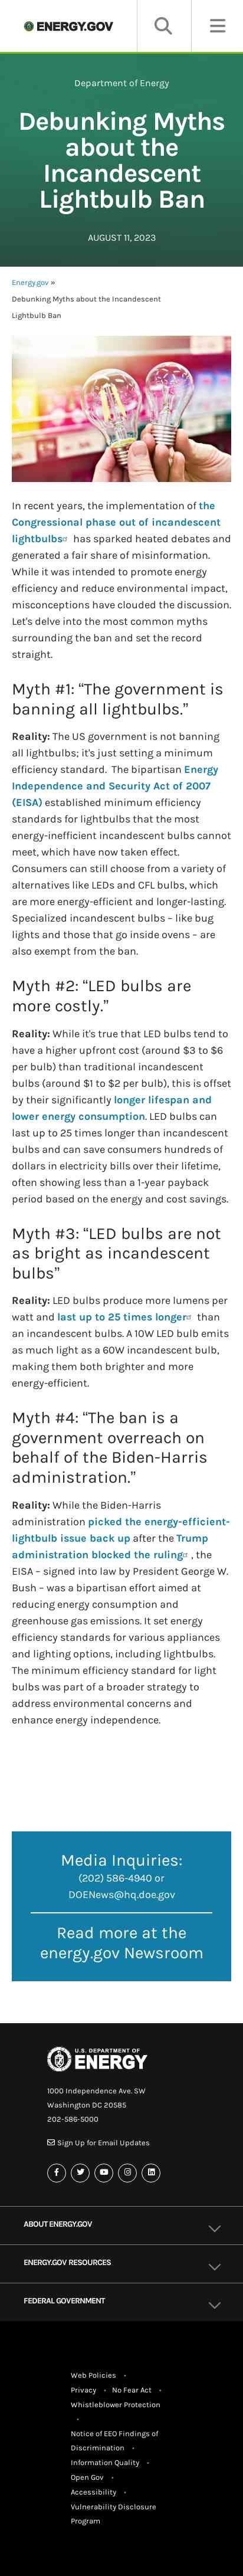 ENERGY.GOV
Department of Energy
Debunking Myths
about the
Incandescent
Lightbulb Ban
AUGUST 11, 2023
Energy.gov »
Debunking Myths about the Incandescent
Lightbulb Ban
In recent years, the implementation of the
Congressional phase out of incandescent
lightbulbs has sparked heated debates and
generated a fair share of misinformation.
While it was intended to promote energy
efficiency and reduce environmental impact,
misconceptions have clouded the discussion.
Let's delve into the most common myths
surrounding the ban and set the record
straight.
Myth #1: “The government is
banning all lightbulbs.”
Reality: The US government is not banning
all lightbulbs; it's just setting a minimum
efficiency standard. The bipartisan Energy
Independence and Security Act of 2007
(EISA) established minimum efficiency
standards for lightbulbs such that the most
energy-inefficient incandescent bulbs cannot
meet, which have now taken effect.
Consumers can still choose from a variety of
alternatives like LEDs and CFL bulbs, which
are more energy-efficient and longer-lasting.
Specialized incandescent bulbs – like bug
lights and those that go inside ovens – are
also exempt from the ban.
Myth #2: “LED bulbs are
more costly.”
Reality: While it's true that LED bulbs tend to
have a higher upfront cost (around $3 to $6
per bulb) than traditional incandescent
bulbs (around $1 to $2 per bulb), this is offset
by their significantly longer lifespan and
lower energy consumption. LED bulbs can
last up to 25 times longer than incandescent
bulbs and can save consumers hundreds of
dollars in electricity bills over their lifetime,
often showing less than a 1-year payback
period based on the energy and cost savings.
Myth #3: “LED bulbs are not
as bright as incandescent
bulbs”
Reality: LED bulbs produce more lumens per
watt and last up to 25 times longer than
an incandescent bulbs. A 10W LED bulb emits
as much light as a 60W incandescent bulb,
making them both brighter and more
energy-efficient.
Myth #4: “The ban is a
government overreach on
behalf of the Biden-Harris
administration.”
Reality: While the Biden-Harris
administration picked the energy-efficient-
lightbulb issue back up after the Trump
administration blocked the ruling , the
EISA – signed into law by President George W.
Bush – was a bipartisan effort aimed at
reducing energy consumption and
greenhouse gas emissions. It set energy
efficiency standards for various appliances
and lighting options, including lightbulbs.
The minimum efficiency standard for light
bulbs was part of a broader strategy to
address environmental concerns and
enhance energy independence.
Media Inquiries:
(202) 586-4940 or
DOENews@hq.doe.gov
Read more at the
energy.gov Newsroom
U.S. DEPARTMENT OF
ENERGY
1000 Independence Ave. SW
Washington DC 20585
202-586-5000
Sign Up for Email Updates
ABOUT ENERGY.GOV
ENERGY.GOV RESOURCES
FEDERAL GOVERNMENT
Web Policies •
Privacy • No Fear Act •
Whistleblower Protection
•
Notice of EEO Findings of
Discrimination •
Information Quality •
Open Gov •
Accessibility •
Vulnerability Disclosure
Program